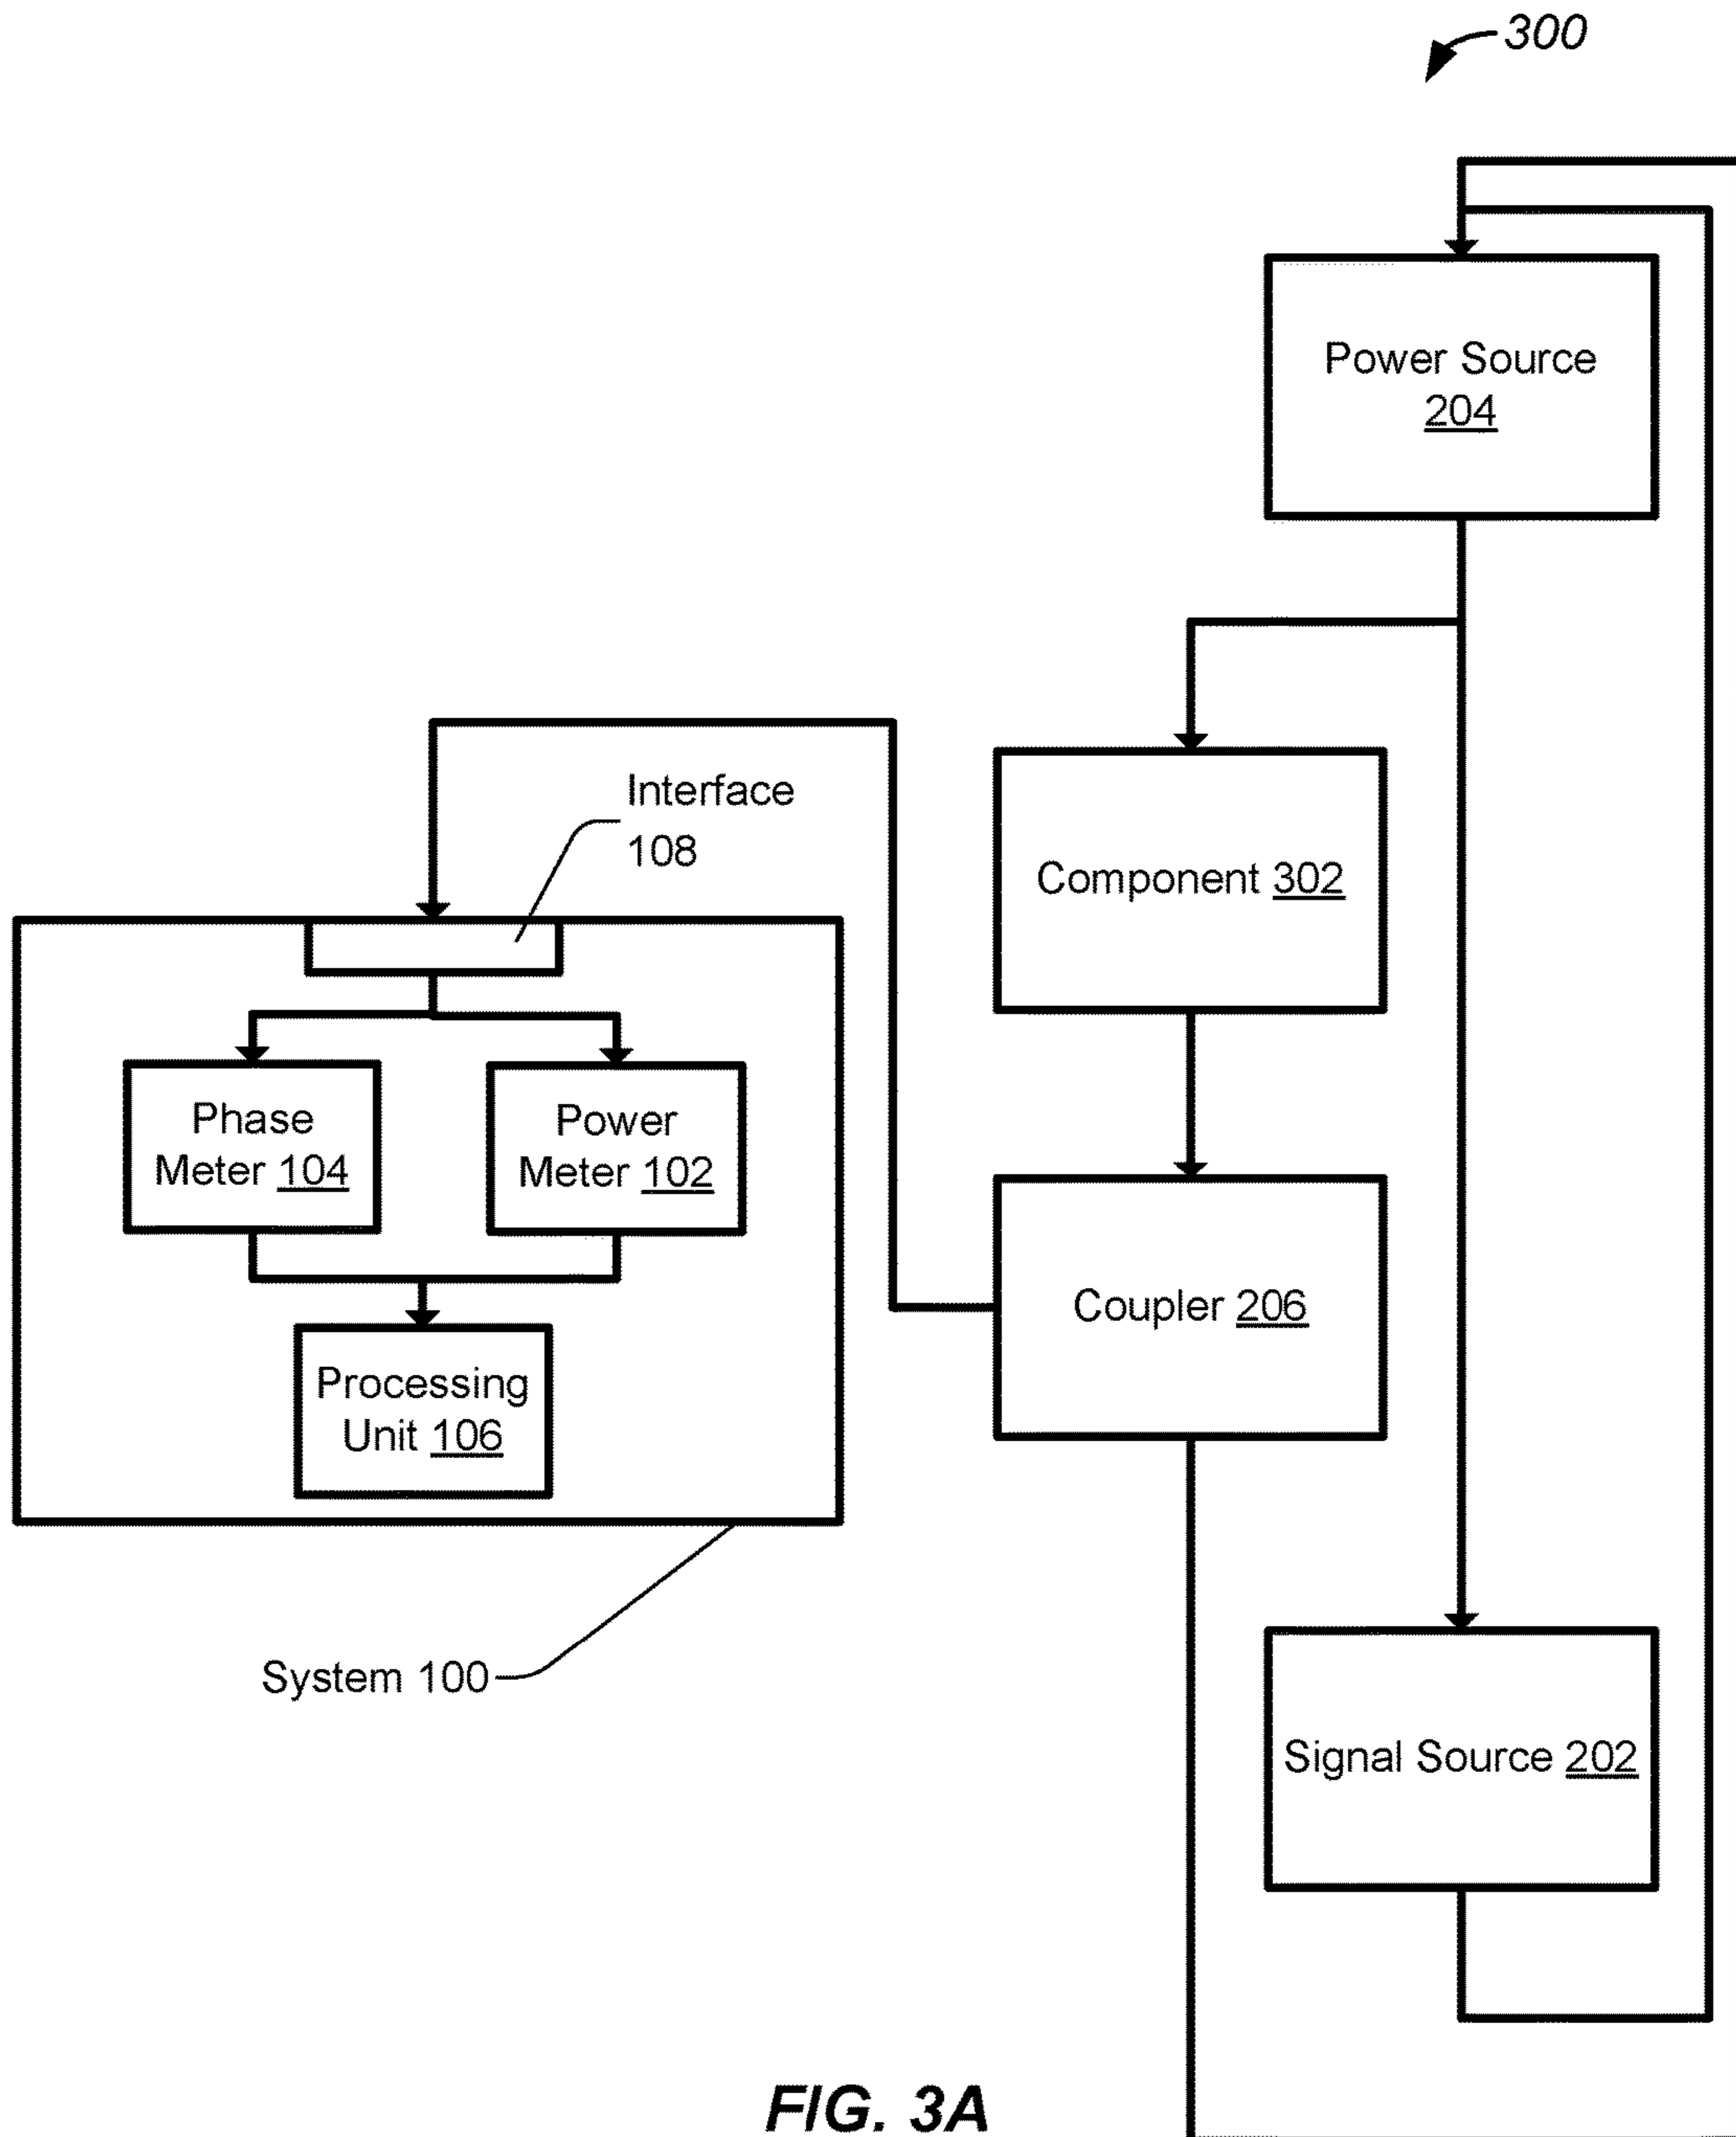 300
Power Source
204
Interface
108
Component 302
Phase
Meter 104
Power
Meter 102
Coupler 206
Processing
Unit 106
System 100
Signal Source 202
FIG. 3A